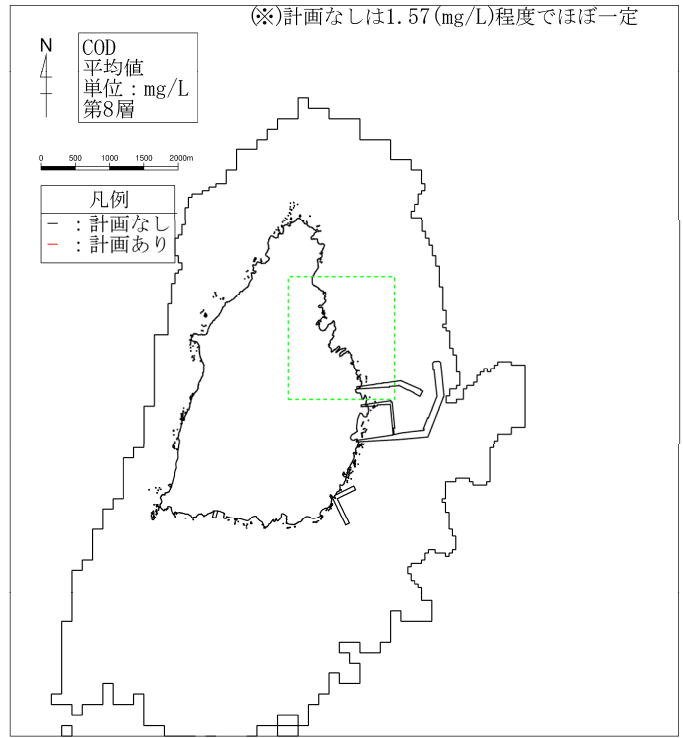 (※)計画なしは1.57(mg/L)程度でほぼ一定
N
COD
平均値
単位：mg/L
第8層
0 500 1000 1500 2000m
凡例
− ：計画なし
− ：計画あり